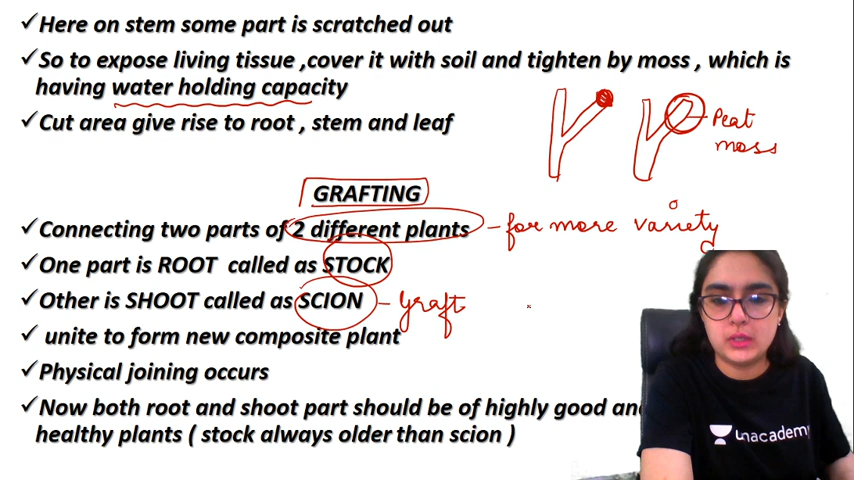 ✓Here on stem some part is scratched out
✓So to expose living tissue ,cover it with soil and tighten by moss , which is
having water holding capacity
✓Cut area give rise to root , stem and leaf
Peat
moss
GRAFTING
✓Connecting two parts of 2 different plants – for more variety
✓One part is ROOT called as STOCK
✓Other is SHOOT called as SCION – Graft
✓ unite to form new composite plant
✓Physical joining occurs
✓Now both root and shoot part should be of highly good an
healthy plants ( stock always older than scion )
unacademy